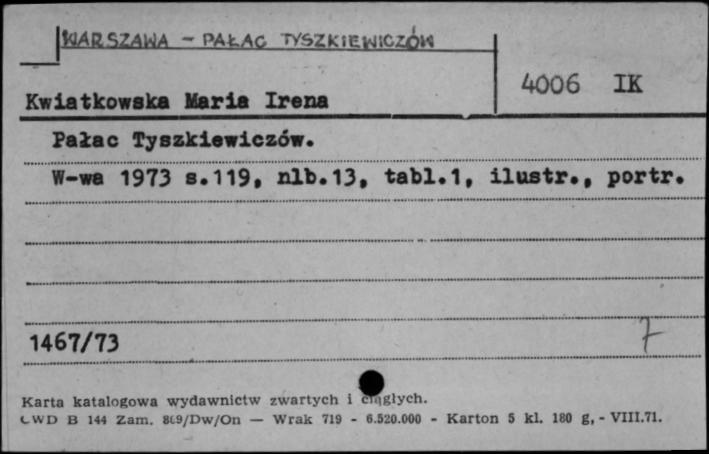 WARSZAWA - PAŁAC TYSZKIEWICZÓW
4006 IK
Kwiatkowska Maria Irena
Pałac Tyszkiewiczów.
W-wa 1973 s.119, nlb.13, tabl.1, ilustr., portr.
1467/73
7
Karta katalogowa wydawnictw zwartych i ciągłych.
CWD B 144 Zam. 869/Dw/On — Wrak 719 - 6.520.000 - Karton 5 kl. 180 g, - VIII.71.